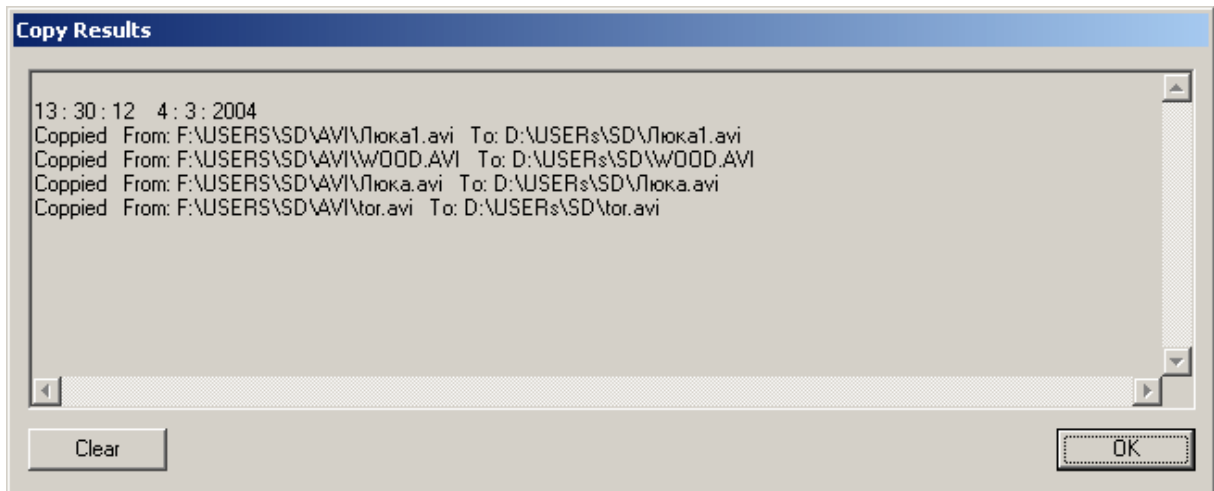 Copy Results
13 : 30 : 12   4 : 3 : 2004
Coppied   From: F:\USERS\SD\AVI\Люка1.avi   To: D:\USERs\SD\Люка1.avi
Coppied   From: F:\USERS\SD\AVI\WOOD.AVI   To: D:\USERs\SD\WOOD.AVI
Coppied   From: F:\USERS\SD\AVI\Люка.avi   To: D:\USERs\SD\Люка.avi
Coppied   From: F:\USERS\SD\AVI\tor.avi   To: D:\USERs\SD\tor.avi
Clear
OK